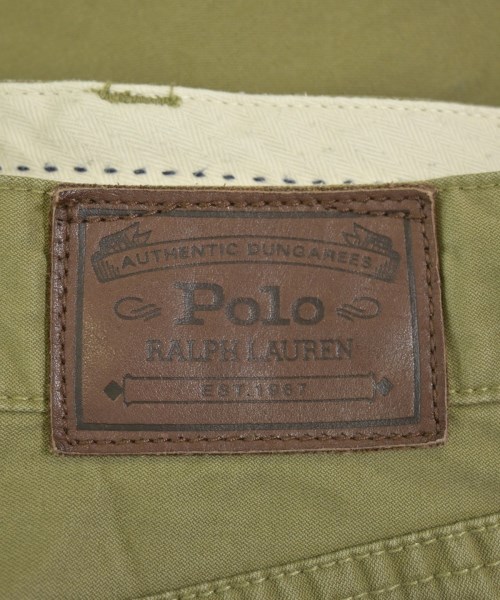 AUTHENTIC DUNGAREES
Polo
RALPH LAUREN
EST. 1967